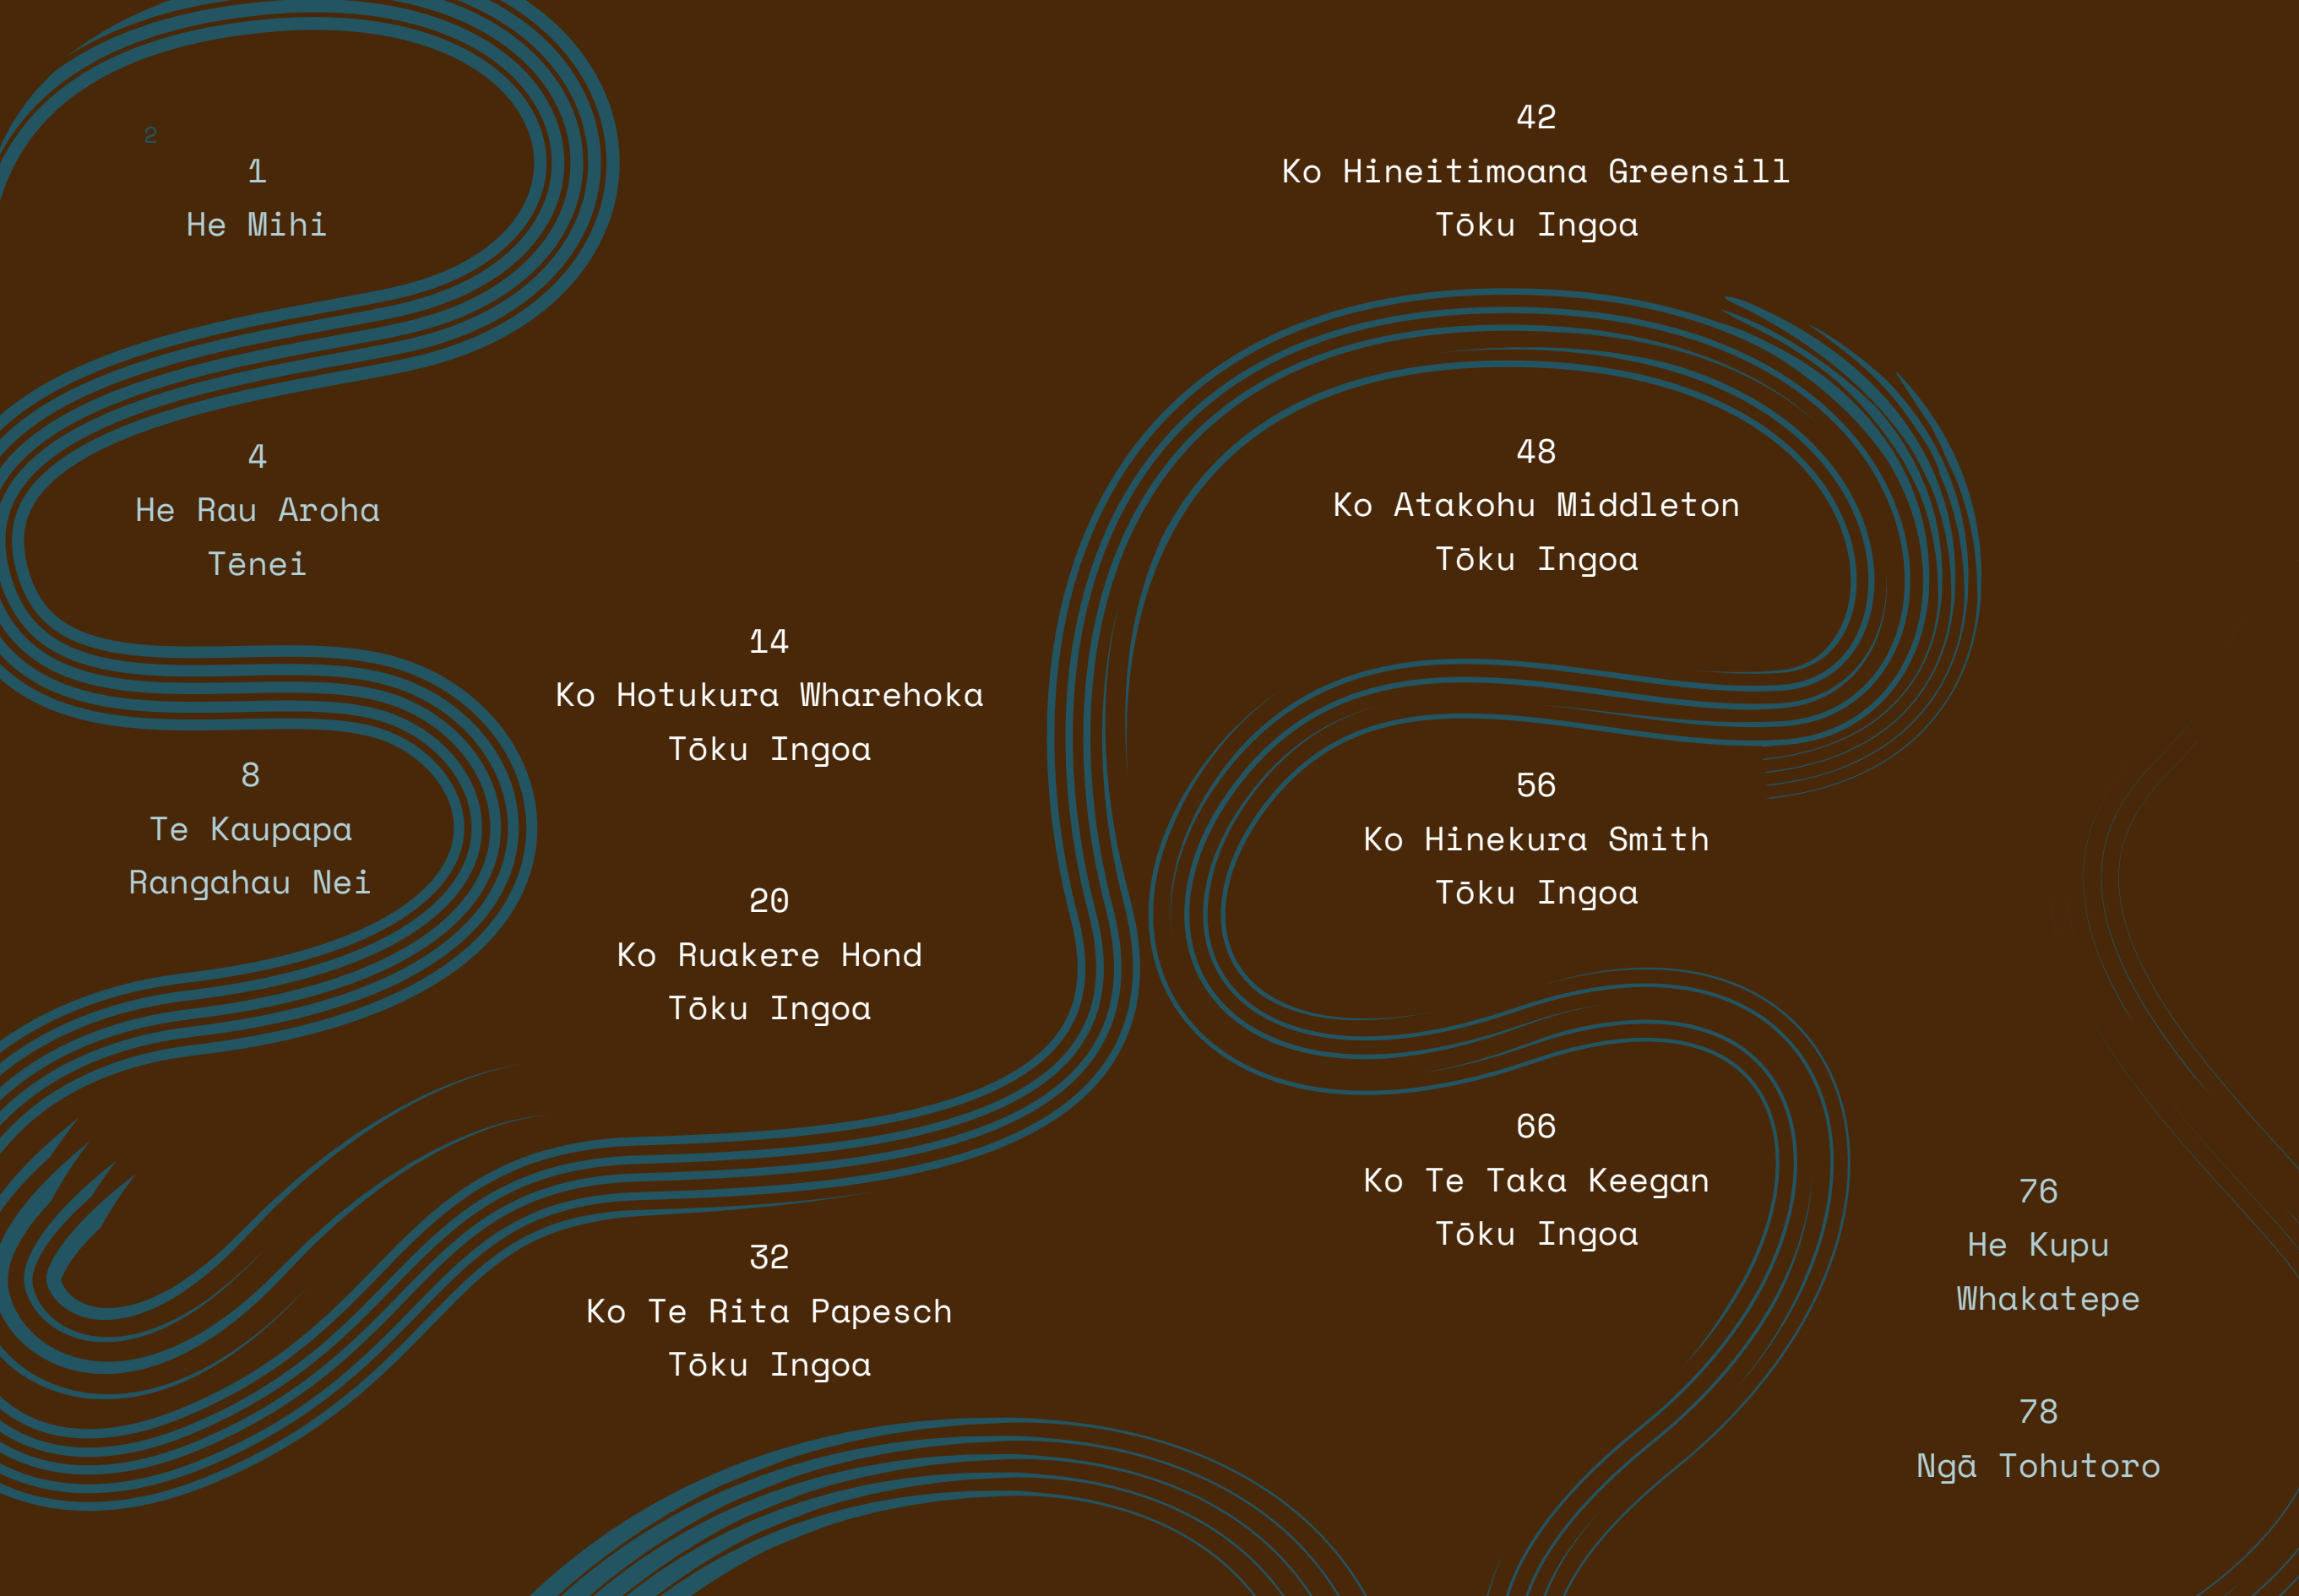 2
1
He Mihi
4
He Rau Aroha
Tēnei
8
Te Kaupapa
Rangahau Nei
14
Ko Hotukura Wharehoka
Tōku Ingoa
20
Ko Ruakere Hond
Tōku Ingoa
32
Ko Te Rita Papesch
Tōku Ingoa
42
Ko Hineitimoana Greensill
Tōku Ingoa
48
Ko Atakohu Middleton
Tōku Ingoa
56
Ko Hinekura Smith
Tōku Ingoa
66
Ko Te Taka Keegan
Tōku Ingoa
76
He Kupu
Whakatepe
78
Ngā Tohutoro